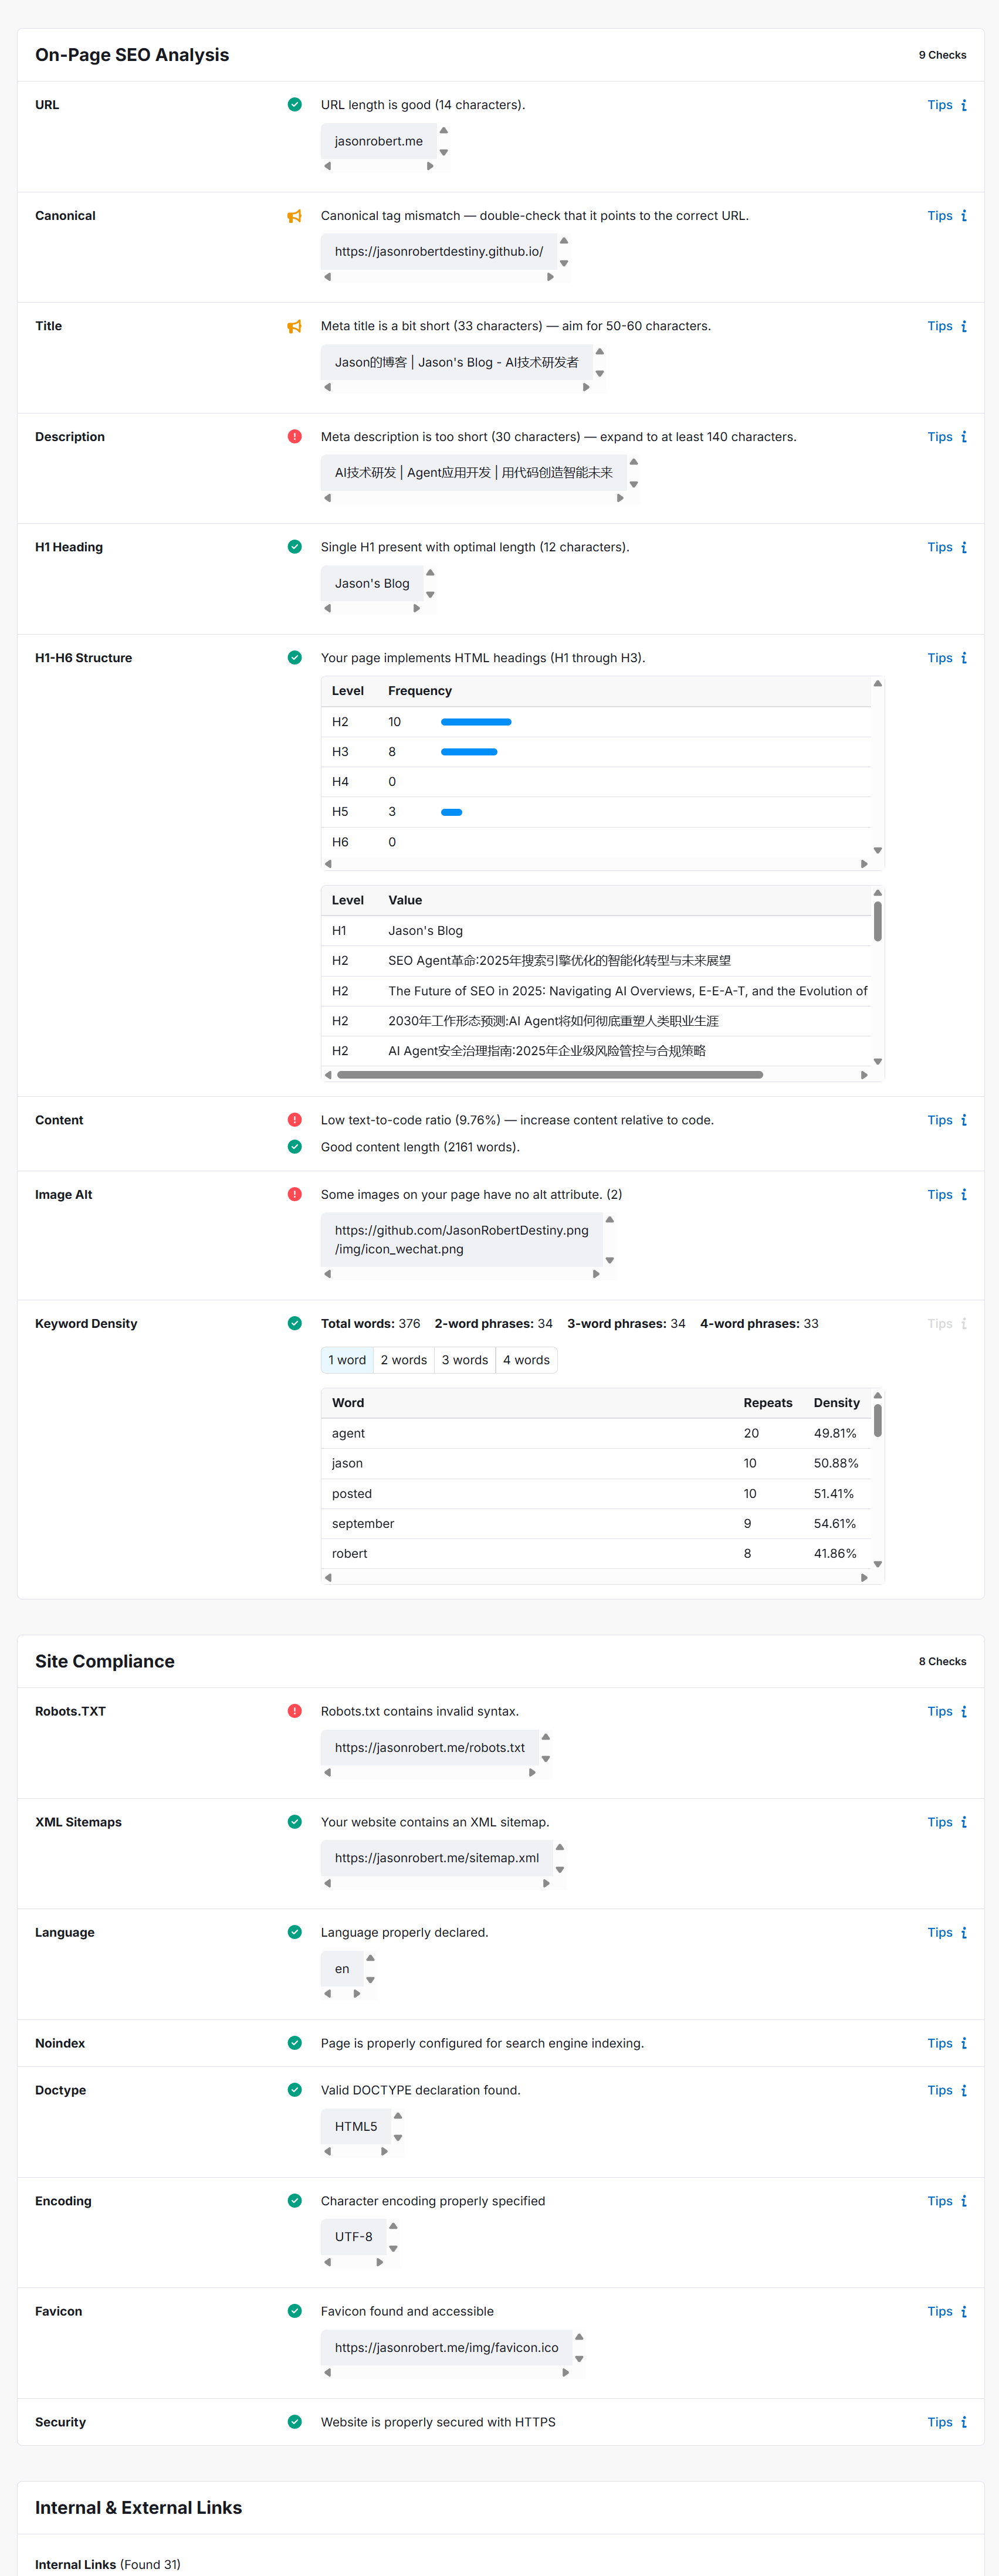 On-Page SEO Analysis
9 Checks
URL
URL length is good (14 characters).
Tips
jasonrobert.me
Canonical
Canonical tag mismatch — double-check that it points to the correct URL.
Tips
https://jasonrobertdestiny.github.io/
Title
Meta title is a bit short (33 characters) — aim for 50-60 characters.
Tips
Jason的博客 | Jason's Blog - AI技术研发者
Description
Meta description is too short (30 characters) — expand to at least 140 characters.
Tips
AI技术研发 | Agent应用开发 | 用代码创造智能未来
H1 Heading
Single H1 present with optimal length (12 characters).
Tips
Jason's Blog
H1-H6 Structure
Your page implements HTML headings (H1 through H3).
Tips
Level Frequency
H2 10
H3 8
H4 0
H5 3
H6 0
Level Value
H1 Jason's Blog
H2 SEO Agent革命:2025年搜索引擎优化的智能化转型与未来展望
H2 The Future of SEO in 2025: Navigating AI Overviews, E-E-A-T, and the Evolution of
H2 2030年工作形态预测:AI Agent将如何彻底重塑人类职业生涯
H2 AI Agent安全治理指南:2025年企业级风险管控与合规策略
Content
Low text-to-code ratio (9.76%) — increase content relative to code.
Tips
Good content length (2161 words).
Image Alt
Some images on your page have no alt attribute. (2)
Tips
https://github.com/JasonRobertDestiny.png
/img/icon_wechat.png
Keyword Density
Total words: 376 2-word phrases: 34 3-word phrases: 34 4-word phrases: 33
Tips
1 word 2 words 3 words 4 words
Word Repeats Density
agent 20 49.81%
jason 10 50.88%
posted 10 51.41%
september 9 54.61%
robert 8 41.86%
Site Compliance
8 Checks
Robots.TXT
Robots.txt contains invalid syntax.
Tips
https://jasonrobert.me/robots.txt
XML Sitemaps
Your website contains an XML sitemap.
Tips
https://jasonrobert.me/sitemap.xml
Language
Language properly declared.
Tips
en
Noindex
Page is properly configured for search engine indexing.
Tips
Doctype
Valid DOCTYPE declaration found.
Tips
HTML5
Encoding
Character encoding properly specified
Tips
UTF-8
Favicon
Favicon found and accessible
Tips
https://jasonrobert.me/img/favicon.ico
Security
Website is properly secured with HTTPS
Tips
Internal & External Links
Internal Links (Found 31)